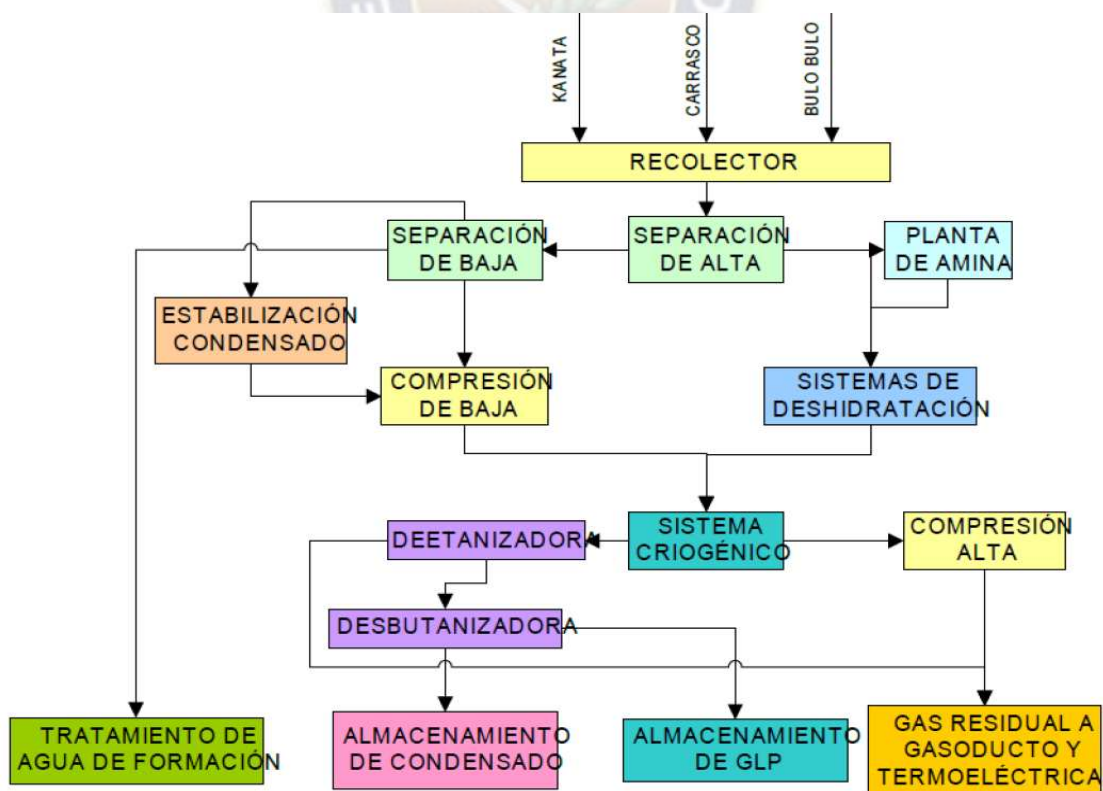 KANATA
CARRASCO
BULO BULO
RECOLECTOR
SEPARACIÓN
DE BAJA
SEPARACIÓN
DE ALTA
PLANTA
DE AMINA
ESTABILIZACIÓN
CONDENSADO
COMPRESIÓN
DE BAJA
SISTEMAS DE
DESHIDRATACIÓN
DEETANIZADORA
SISTEMA
CRIOGÉNICO
COMPRESIÓN
ALTA
DESBUTANIZADORA
TRATAMIENTO DE
AGUA DE FORMACIÓN
ALMACENAMIENTO
DE CONDENSADO
ALMACENAMIENTO
DE GLP
GAS RESIDUAL A
GASODUCTO Y
TERMOELÉCTRICA